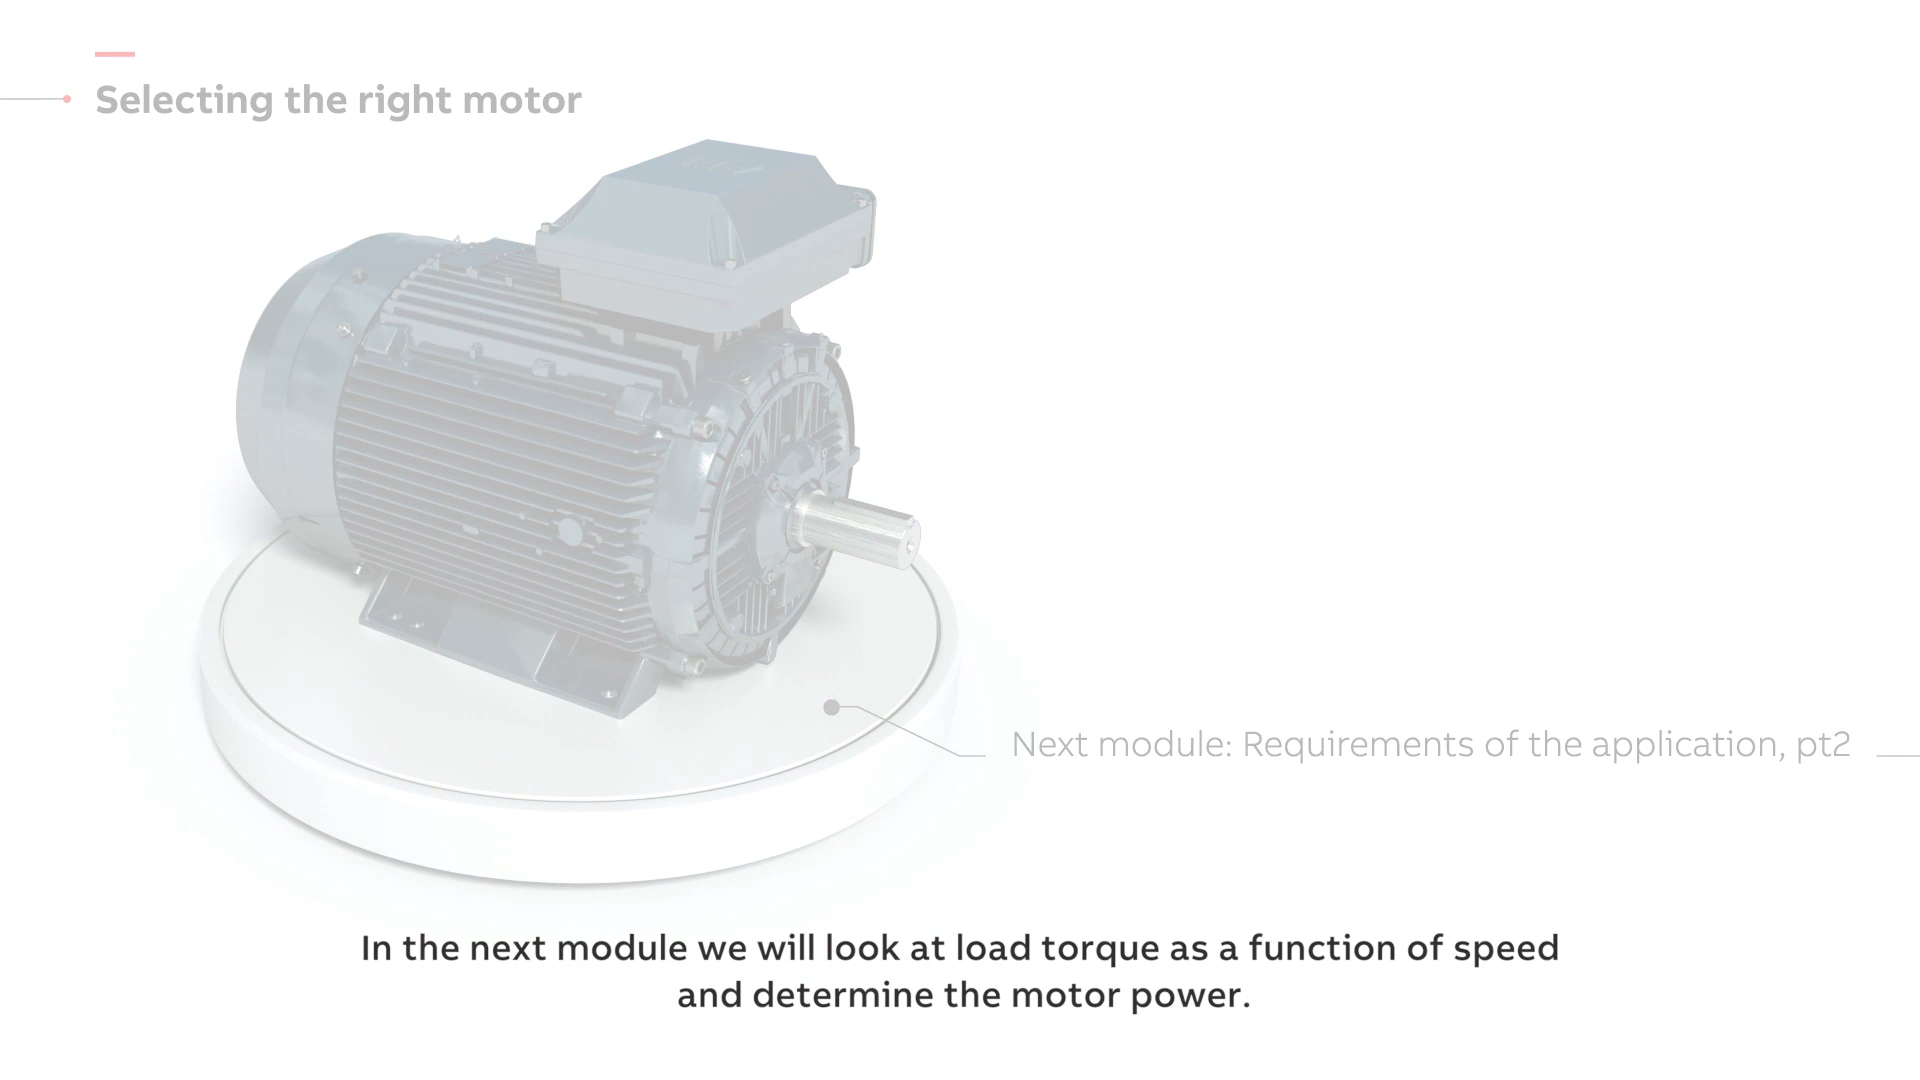 Selecting the right motor
Next module: Requirements of the application, pt2
In the next module we will look at load torque as a function of speed
and determine the motor power.